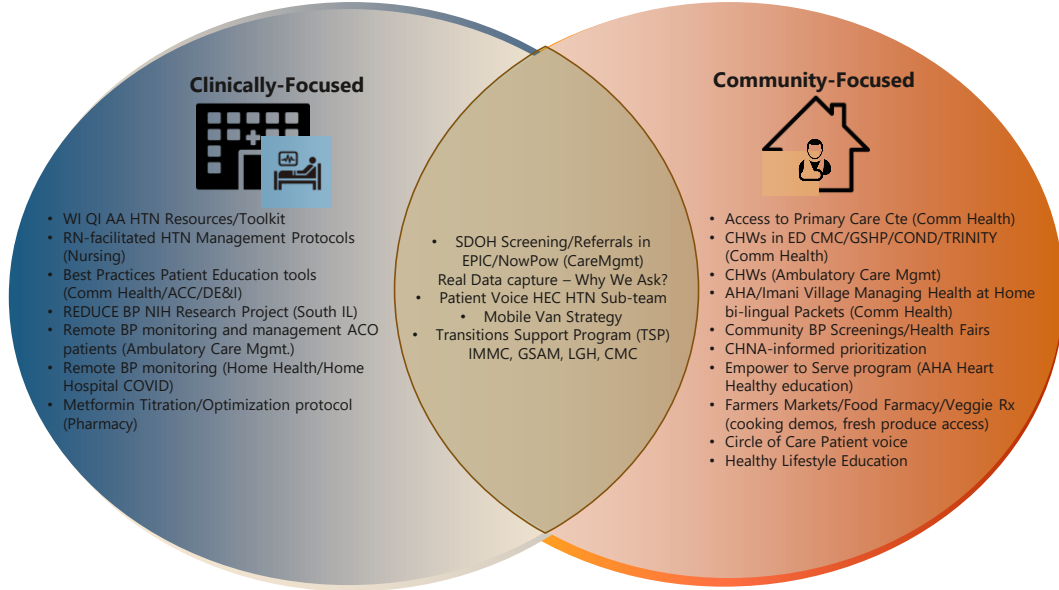 Clinically-Focused
• WI QI AA HTN Resources/Toolkit
• RN-facilitated HTN Management Protocols
(Nursing)
• Best Practices Patient Education tools
(Comm Health/ACC/DE&I)
• REDUCE BP NIH Research Project (South IL)
• Remote BP monitoring and management ACO
patients (Ambulatory Care Mgmt.)
• Remote BP monitoring (Home Health/Home
Hospital COVID)
• Metformin Titration/Optimization protocol
(Pharmacy)
• SDOH Screening/Referrals in
EPIC/NowPow (CareMgmt)
Real Data capture – Why We Ask?
• Patient Voice HEC HTN Sub-team
• Mobile Van Strategy
• Transitions Support Program (TSP)
IMMC, GSAM, LGH, CMC
Community-Focused
• Access to Primary Care Cte (Comm Health)
• CHWs in ED CMC/GSHP/COND/TRINITY
(Comm Health)
• CHWs (Ambulatory Care Mgmt)
• AHA/Imani Village Managing Health at Home
bi-lingual Packets (Comm Health)
• Community BP Screenings/Health Fairs
• CHNA-informed prioritization
• Empower to Serve program (AHA Heart
Healthy education)
• Farmers Markets/Food Farmacy/Veggie Rx
(cooking demos, fresh produce access)
• Circle of Care Patient voice
• Healthy Lifestyle Education